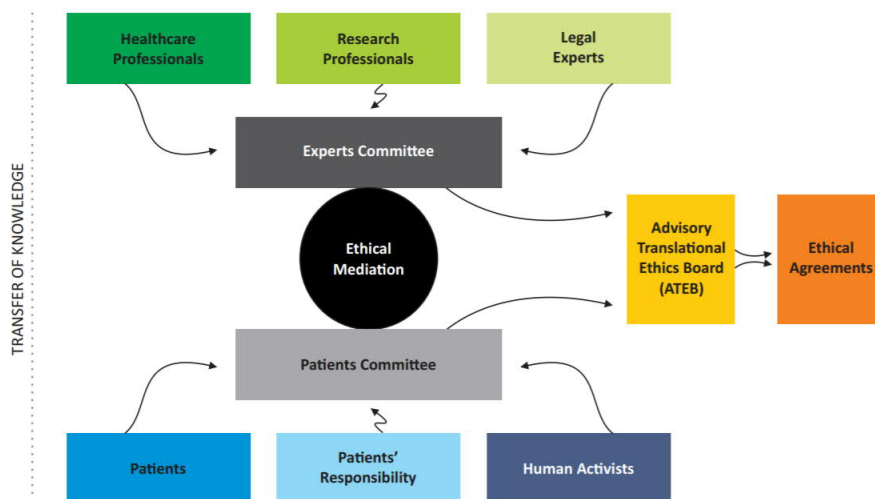 Healthcare
Professionals
Research
Professionals
Legal
Experts
Experts Committee
TRANSFER OF KNOWLEDGE
Ethical
Mediation
Advisory
Translational
Ethics Board
(ATEB)
Ethical
Agreements
Patients Committee
Patients
Patients’
Responsibility
Human Activists